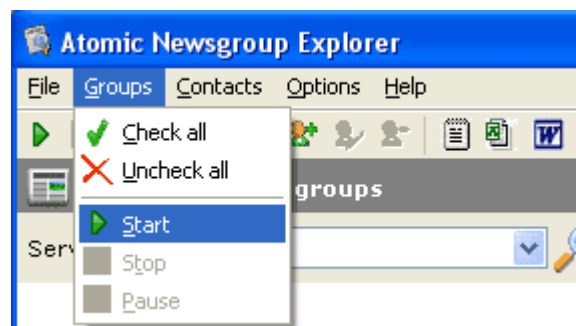 Atomic Newsgroup Explorer
File Groups Contacts Options Help
Check all
Uncheck all
groups
Start
Serv
Stop
Pause